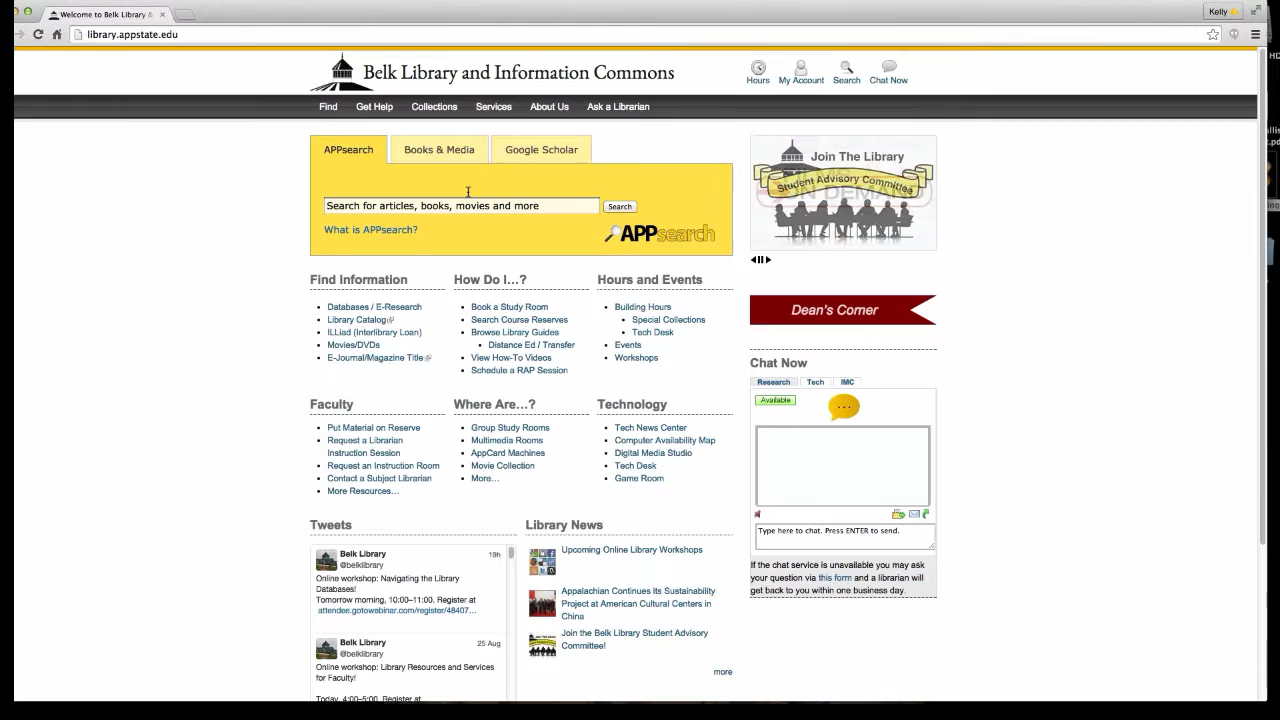 Welcome to Belk Library &
Kelly
library.appstate.edu
Belk Library and Information Commons
Hours
My Account
Search
Chat Now
Find
Get Help
Collections
Services
About Us
Ask a Librarian
APPsearch
Books & Media
Google Scholar
Search for articles, books, movies and more
Search
What is APPsearch?
APPsearch
Join The Library
Student Advisory Committee
Dean's Corner
Find Information
Databases / E-Research
Library Catalog
ILLiad (Interlibrary Loan)
Movies/DVDs
E-Journal/Magazine Title
How Do I...?
Book a Study Room
Search Course Reserves
Browse Library Guides
Distance Ed / Transfer
View How-To Videos
Schedule a RAP Session
Hours and Events
Building Hours
Special Collections
Tech Desk
Events
Workshops
Faculty
Put Material on Reserve
Request a Librarian
Instruction Session
Request an Instruction Room
Contact a Subject Librarian
More Resources...
Where Are...?
Group Study Rooms
Multimedia Rooms
AppCard Machines
Movie Collection
More...
Technology
Tech News Center
Computer Availability Map
Digital Media Studio
Tech Desk
Game Room
Chat Now
Research
Tech
IMC
Available
Type here to chat. Press ENTER to send.
If the chat service is unavailable you may
ask your question via this form and a librarian will
get back to you within one business day.
Tweets
Belk Library
19h
@belklibrary
Online workshop: Navigating the Library
Databases!
Tomorrow morning, 10:00–11:00. Register at
attendee.gotowebinar.com/register/48407...
Belk Library
25 Aug
@belklibrary
Online workshop: Library Resources and Services
for Faculty!
Today, 4:00–5:00. Register at
Library News
Upcoming Online Library Workshops
Appalachian Continues its Sustainability
Project at American Cultural Centers in
China
Join the Belk Library Student Advisory
Committee!
more